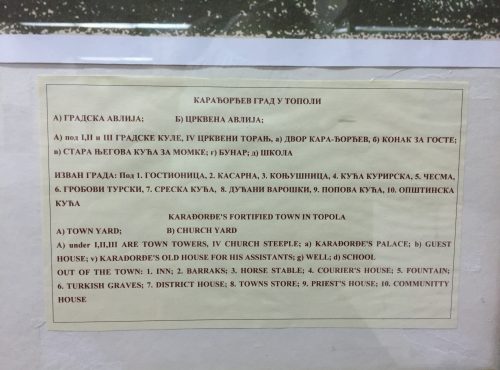 КАРАЂОРЂЕВ ГРАД У ТОПОЛИ
А) ГРАДСКА АВЛИЈА; Б) ЦРКВЕНА АВЛИЈА;
А) под I,II и III ГРАДСКЕ КУЛЕ, IV ЦРКВЕНИ ТОРАЊ, а) ДВОР КАРА-ЂОРЂЕВ, б) КОНАК ЗА ГОСТЕ;
в) СТАРА ЊЕГОВА КУЋА ЗА МОМКЕ; г) БУНАР; д) ШКОЛА
ИЗВАН ГРАДА: Под 1. ГОСТИОНИЦА, 2. КАСАРНА, 3. КОЊУШНИЦА, 4. КУЋА КУРИРСКА, 5. ЧЕСМА,
6. ГРОБОВИ ТУРСКИ, 7. СРЕСКА КУЋА, 8. ДУЋАНИ ВАРОШКИ, 9. ПОПОВА КУЋА, 10. ОПШТИНСКА
КУЋА
KARAĐORĐE'S FORTIFIED TOWN IN TOPOLA
A) TOWN YARD; B) CHURCH YARD
A) under I,II,III ARE TOWN TOWERS, IV CHURCH STEEPLE; a) KARAĐORĐE'S PALACE; b) GUEST
HOUSE; v) KARAĐORĐE'S OLD HOUSE FOR HIS ASSISTANTS; g) WELL; d) SCHOOL
OUT OF THE TOWN: 1. INN; 2. BARRAKS; 3. HORSE STABLE; 4. COURIER'S HOUSE; 5. FOUNTAIN;
6. TURKISH GRAVES; 7. DISTRICT HOUSE; 8. TOWNS STORE; 9. PRIEST'S HOUSE; 10. COMMUNITTY
HOUSE